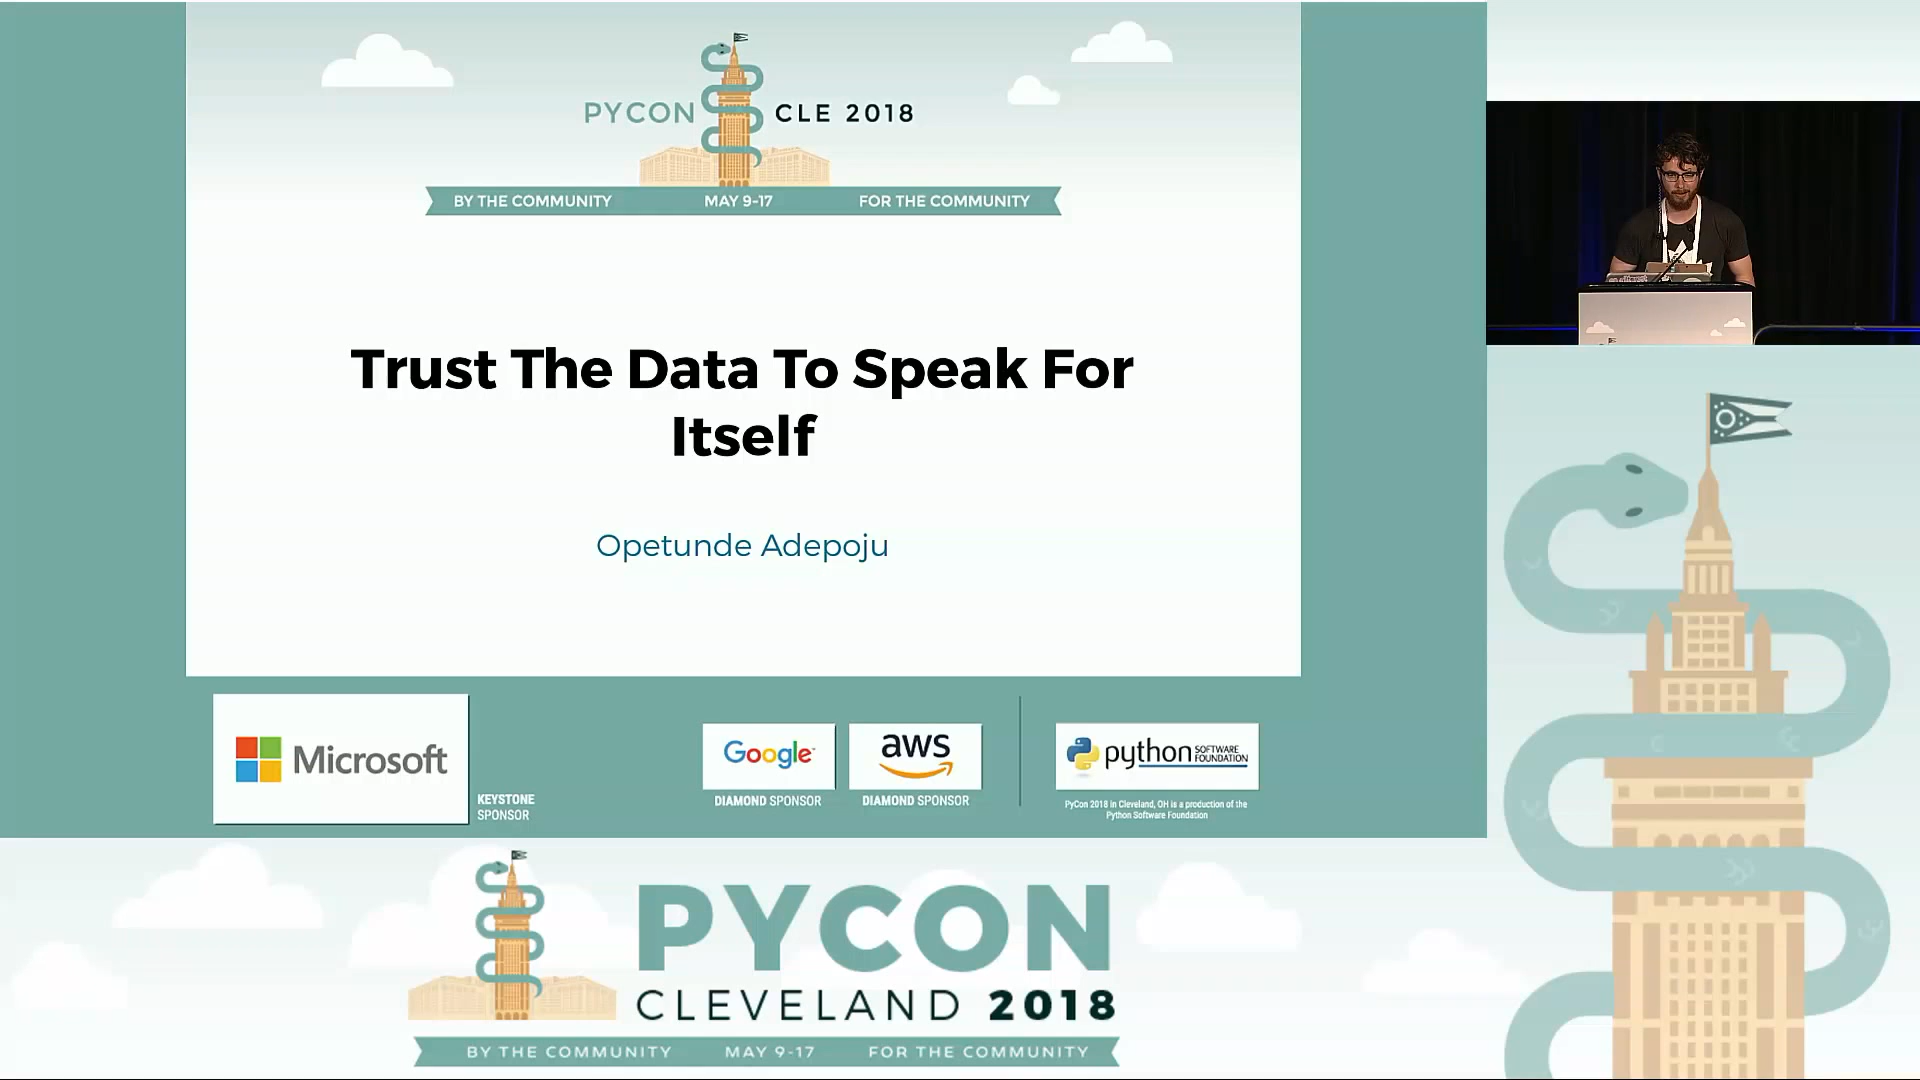 PYCON CLE 2018
BY THE COMMUNITY MAY 9-17 FOR THE COMMUNITY
Trust The Data To Speak For
Itself
Opetunde Adepoju
Microsoft
KEYSTONE
SPONSOR
Google
DIAMOND SPONSOR
aws
DIAMOND SPONSOR
python SOFTWARE
FOUNDATION
PyCon 2018 in Cleveland, OH is a production of the
Python Software Foundation
PYCON
CLEVELAND 2018
BY THE COMMUNITY MAY 9-17 FOR THE COMMUNITY